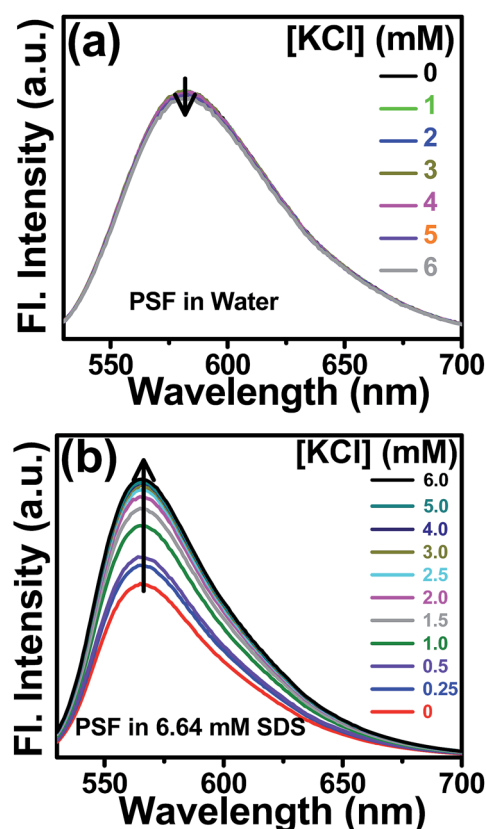 (a)
[KCl] (mM)
0
1
2
3
4
5
6
PSF in Water
Fl. Intensity (a.u.)
550 600 650 700
Wavelength (nm)
(b)
[KCl] (mM)
6.0
5.0
4.0
3.0
2.5
2.0
1.5
1.0
0.5
0.25
0
PSF in 6.64 mM SDS
Fl. Intensity (a.u.)
550 600 650 700
Wavelength (nm)